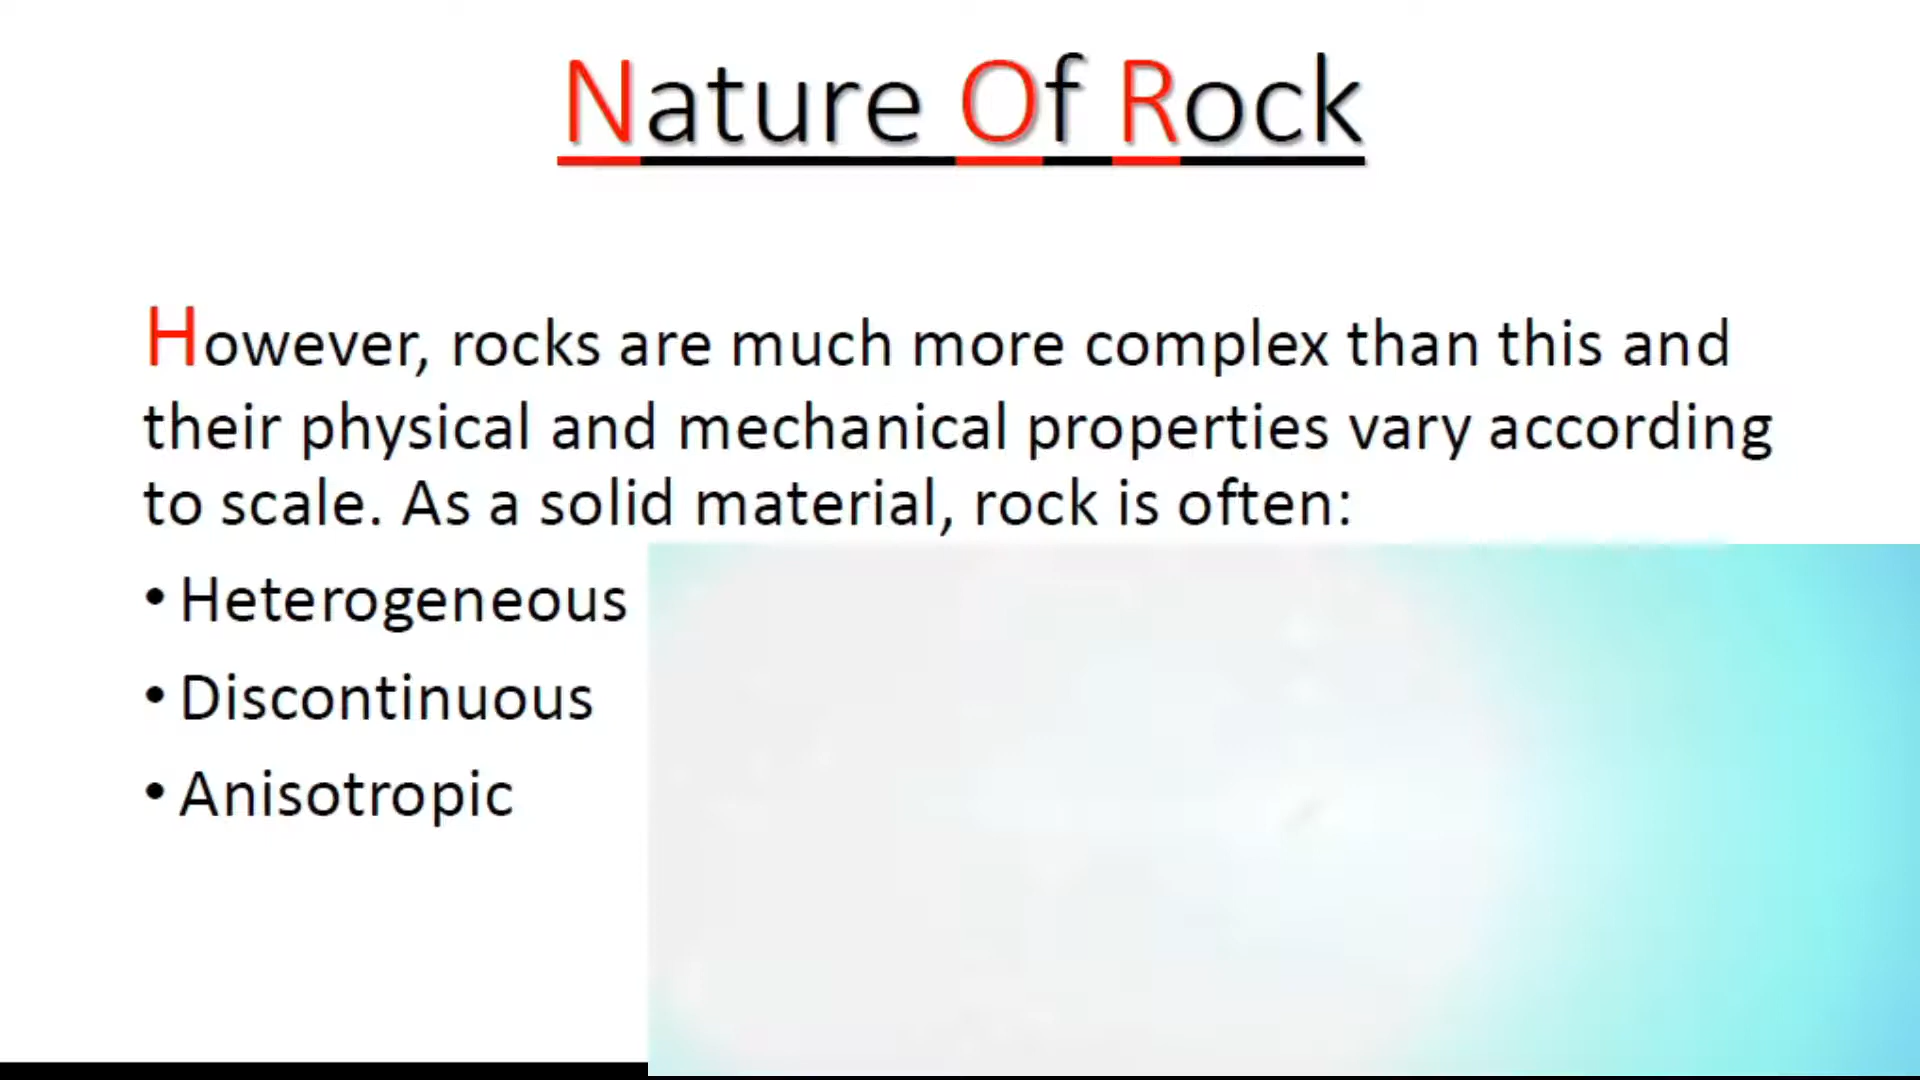 Nature Of Rock
However, rocks are much more complex than this and
their physical and mechanical properties vary according
to scale. As a solid material, rock is often:
• Heterogeneous
• Discontinuous
• Anisotropic